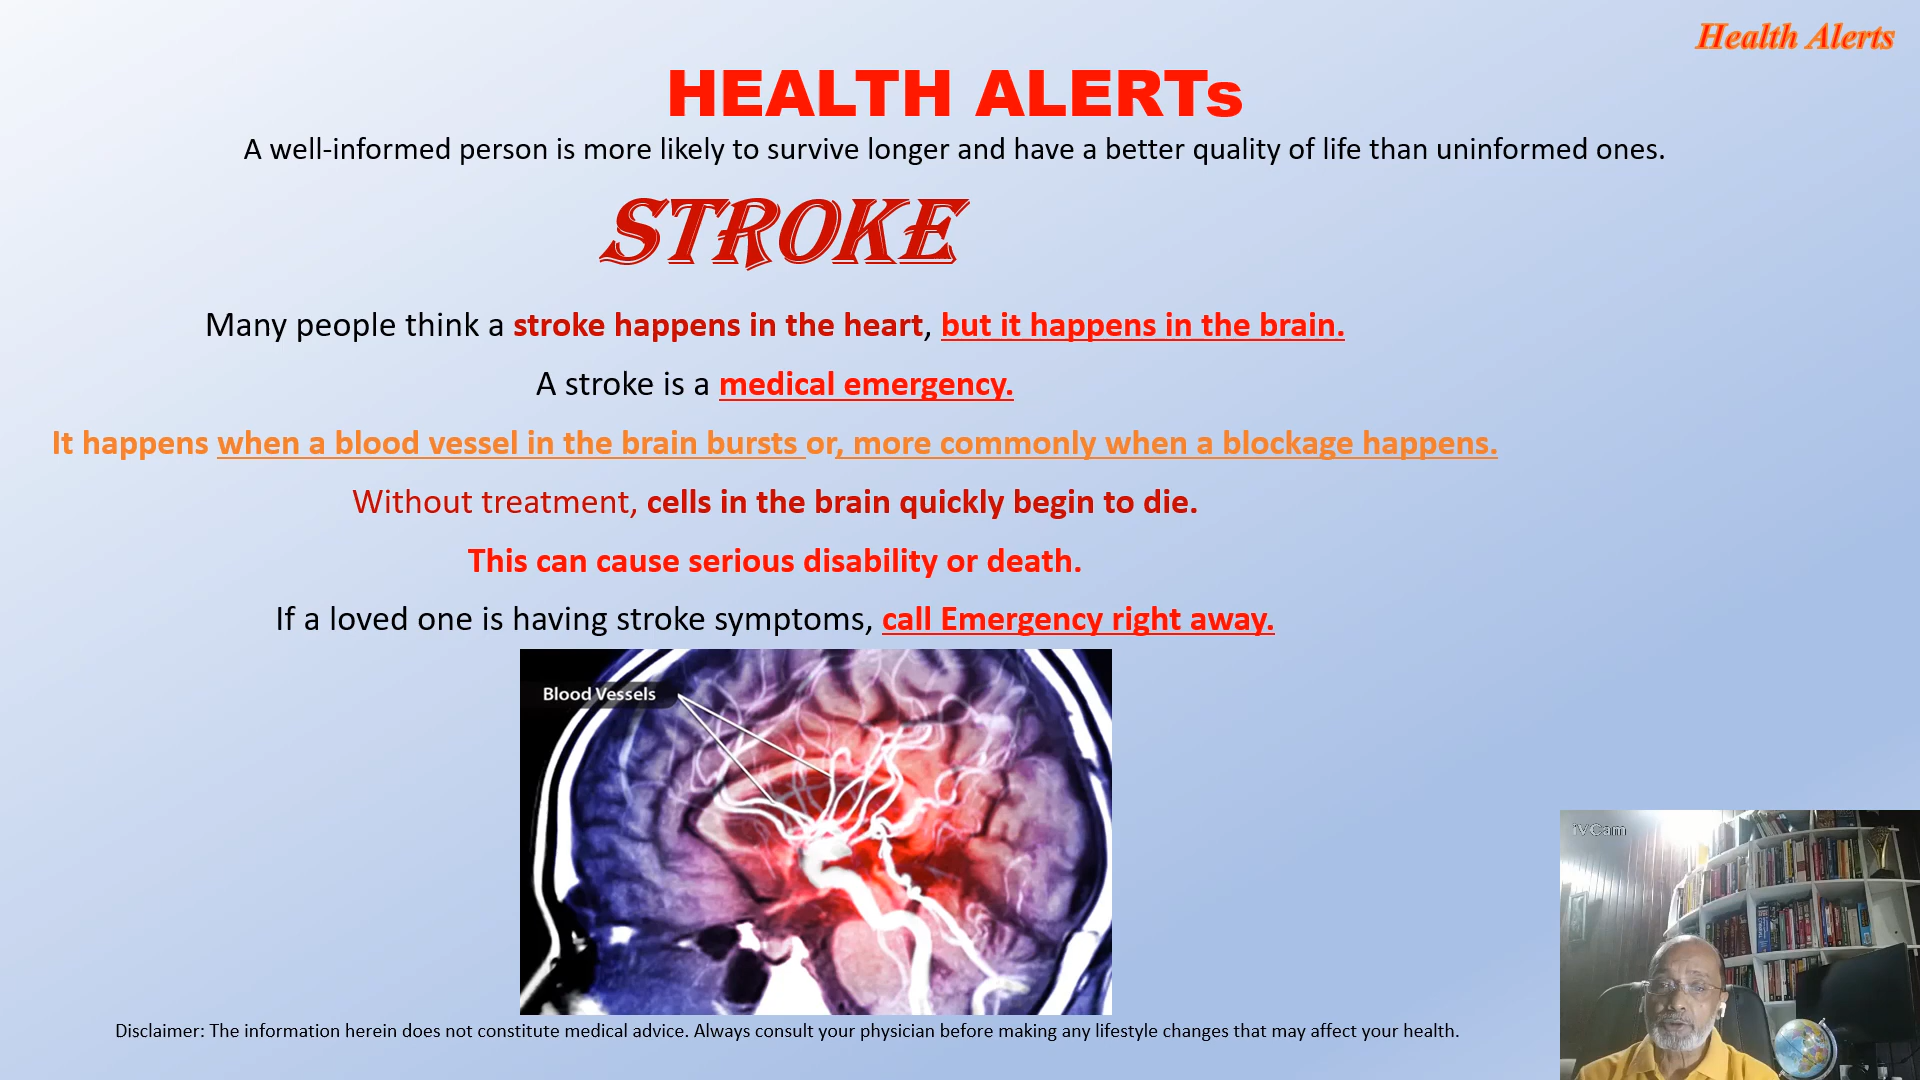 Health Alerts
HEALTH ALERTs
A well-informed person is more likely to survive longer and have a better quality of life than uninformed ones.
STROKE
Many people think a stroke happens in the heart, but it happens in the brain.
A stroke is a medical emergency.
It happens when a blood vessel in the brain bursts or, more commonly when a blockage happens.
Without treatment, cells in the brain quickly begin to die.
This can cause serious disability or death.
If a loved one is having stroke symptoms, call Emergency right away.
Blood Vessels
iVCam
Disclaimer: The information herein does not constitute medical advice. Always consult your physician before making any lifestyle changes that may affect your health.